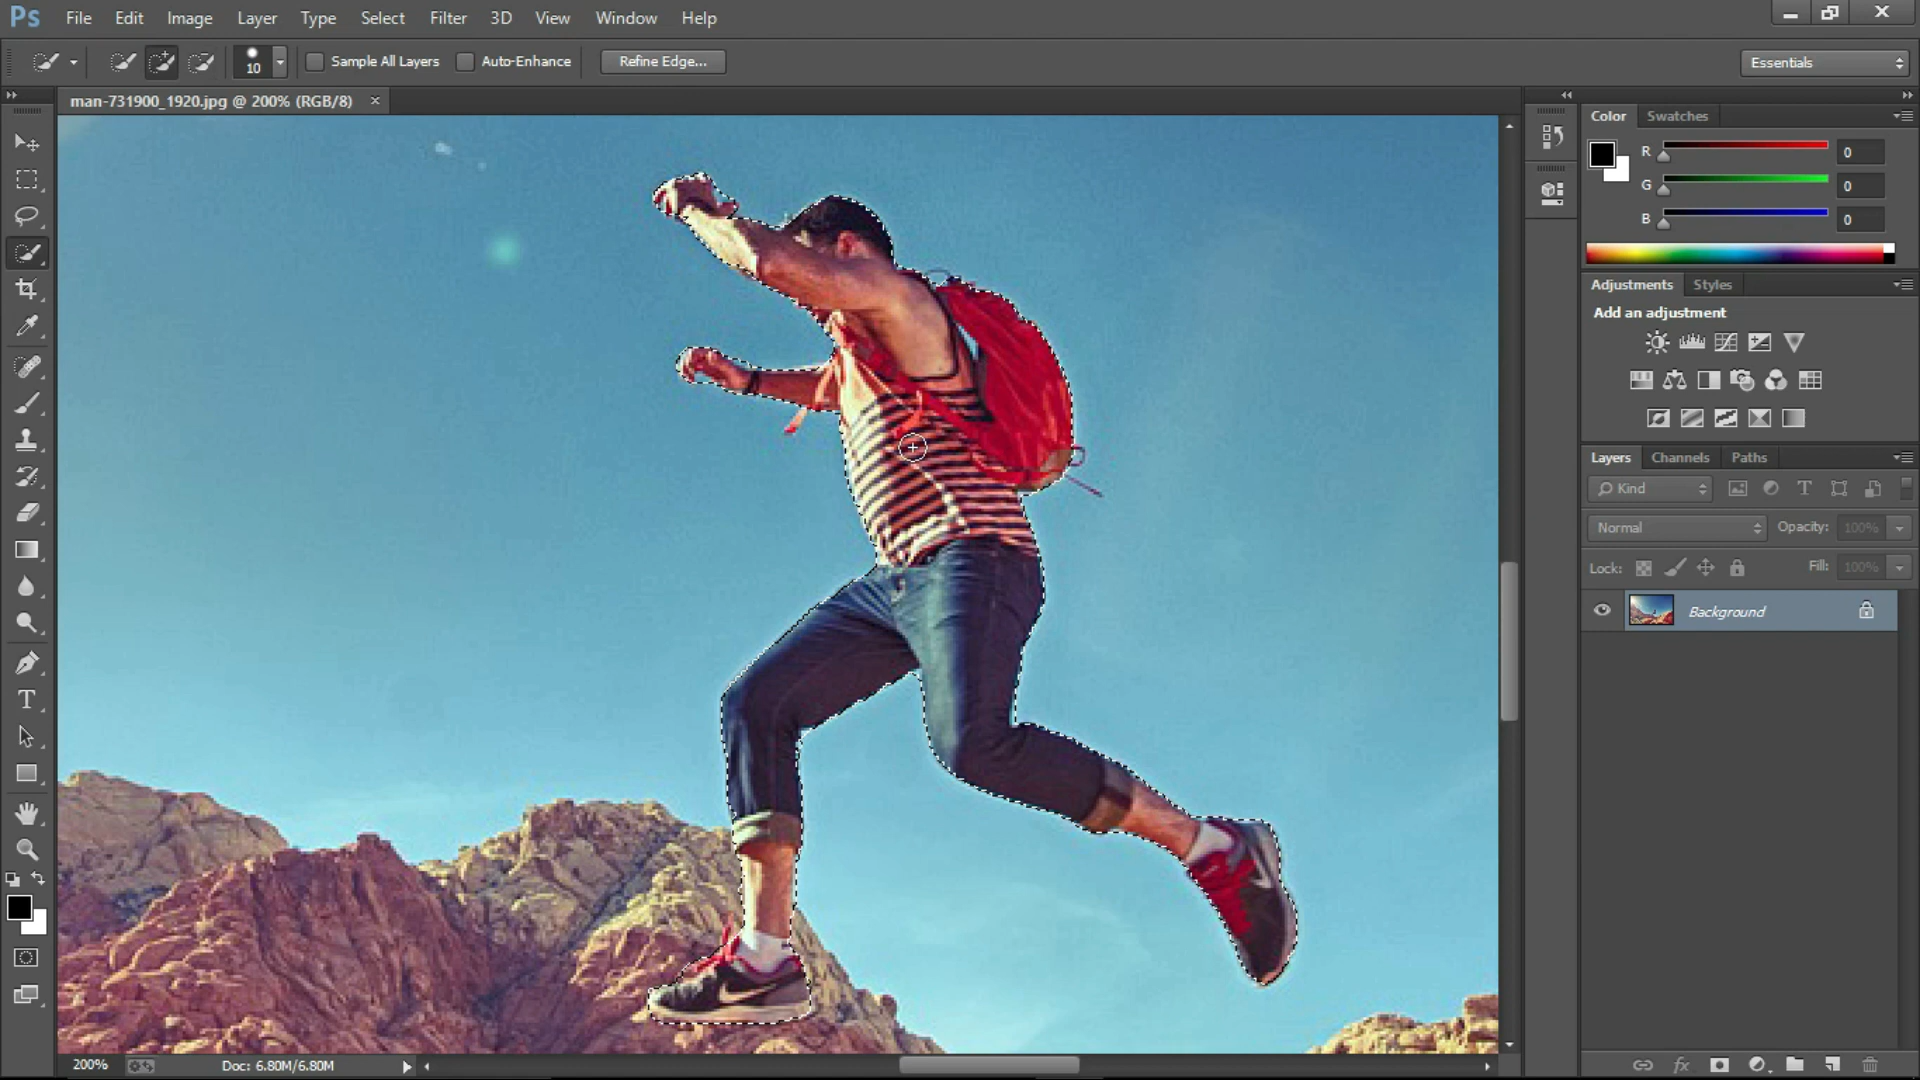 Ps File Edit Image Layer Type Select Filter 3D View Window Help
10 Sample All Layers Auto-Enhance Refine Edge... Essentials
man-731900_1920.jpg @ 200% (RGB/8) ×
Color Swatches
R 0
G 0
B 0
Adjustments Styles
Add an adjustment
Layers Channels Paths
Kind
Normal Opacity: 100%
Lock: Fill: 100%
Background
200% Doc: 6.80M/6.80M